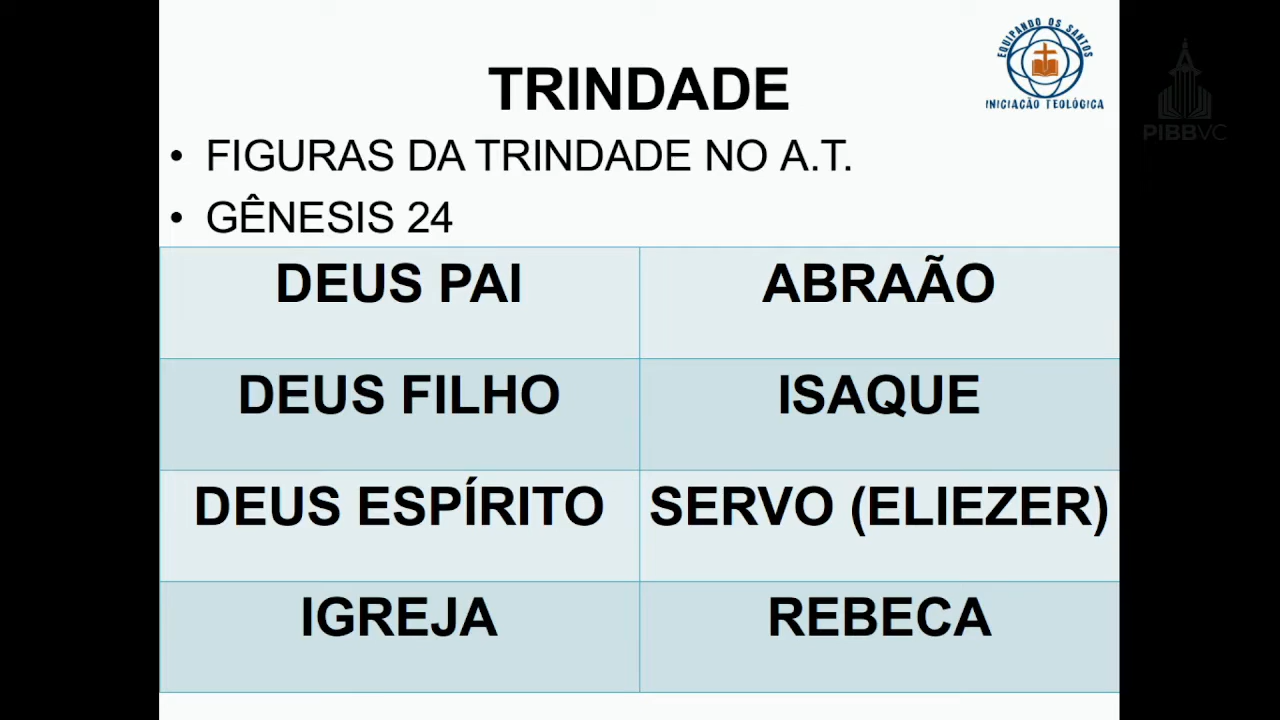 EQUIPANDO OS SANTOS
INICIAÇÃO TEOLÓGICA
PIBBVC
TRINDADE
• FIGURAS DA TRINDADE NO A.T.
• GÊNESIS 24
DEUS PAI ABRAÃO
DEUS FILHO ISAQUE
DEUS ESPÍRITO SERVO (ELIEZER)
IGREJA REBECA